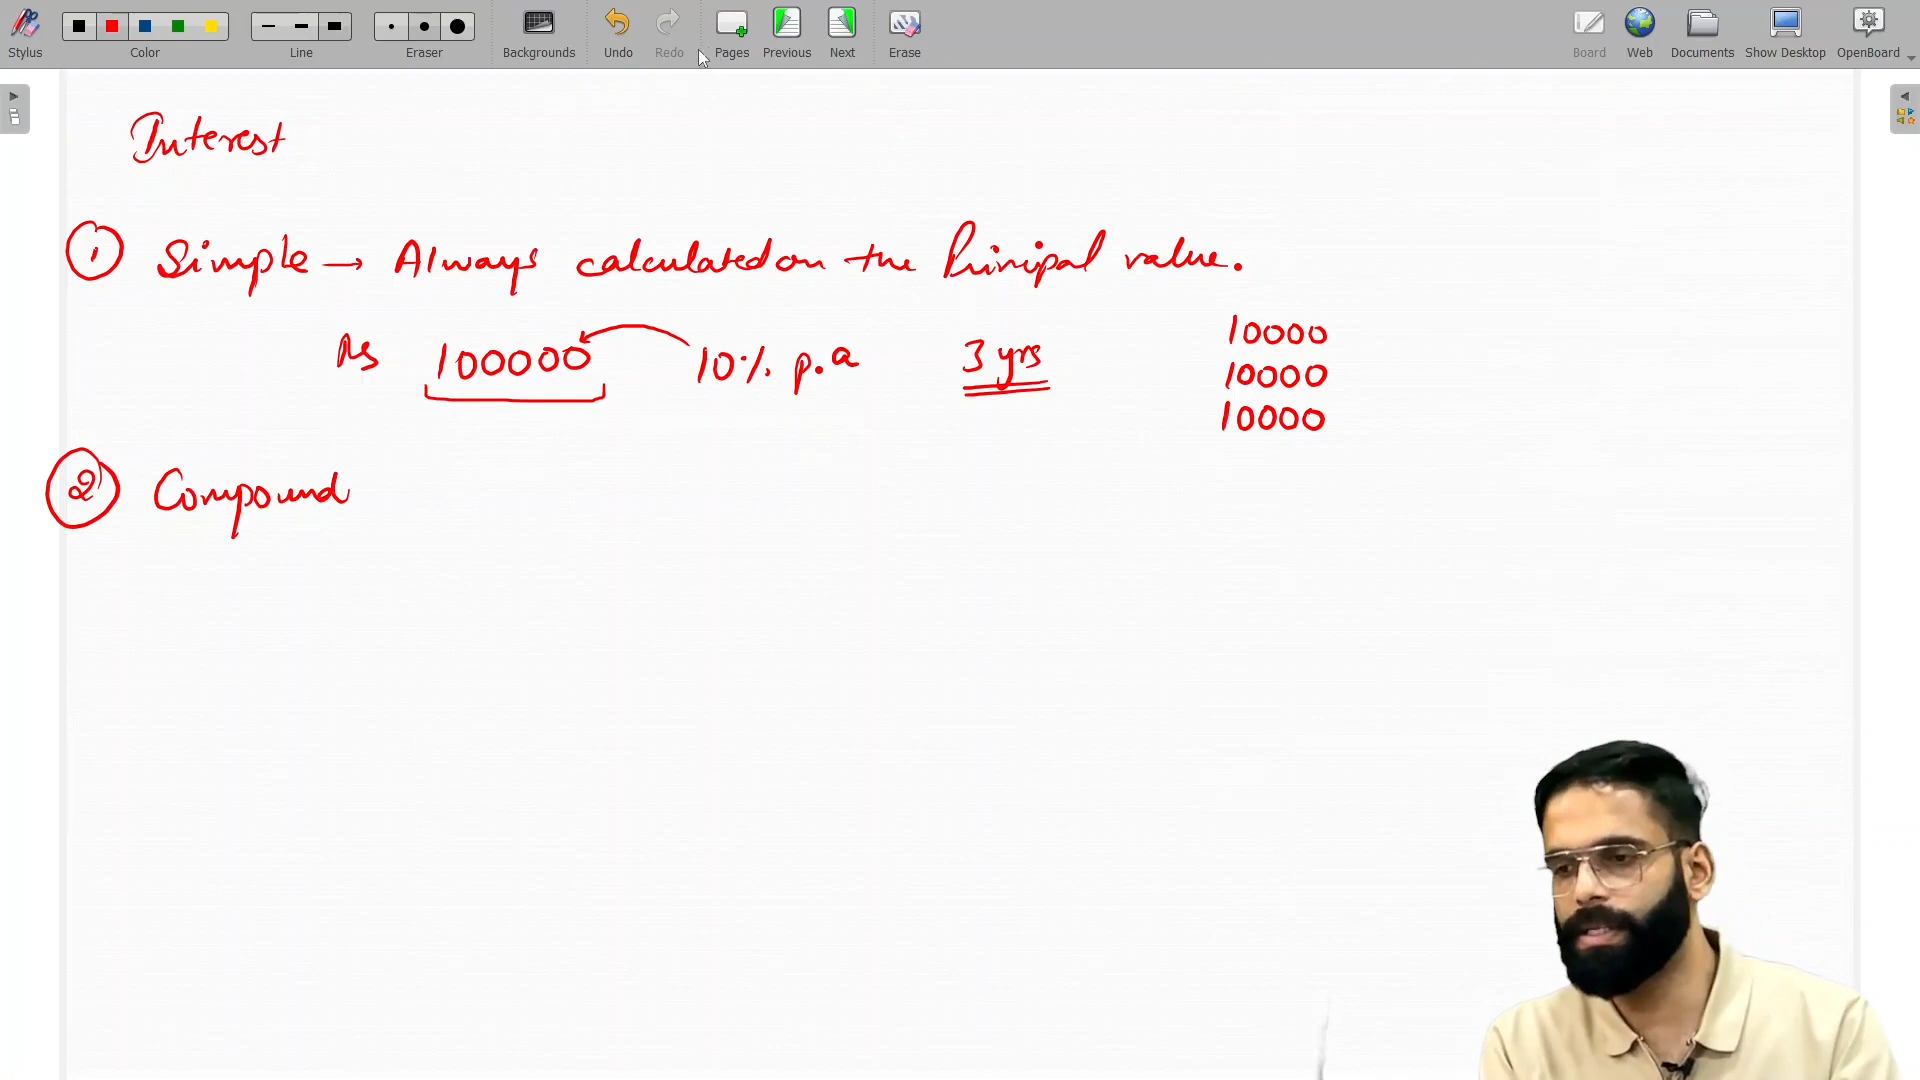 Stylus Color Line Eraser Backgrounds Undo Redo Pages Previous Next Erase Board Web Documents Show Desktop OpenBoard
Interest
1 Simple → Always calculated on the Principal value.
Rs 100000 10% p.a 3 yrs
10000
10000
10000
2 Compound